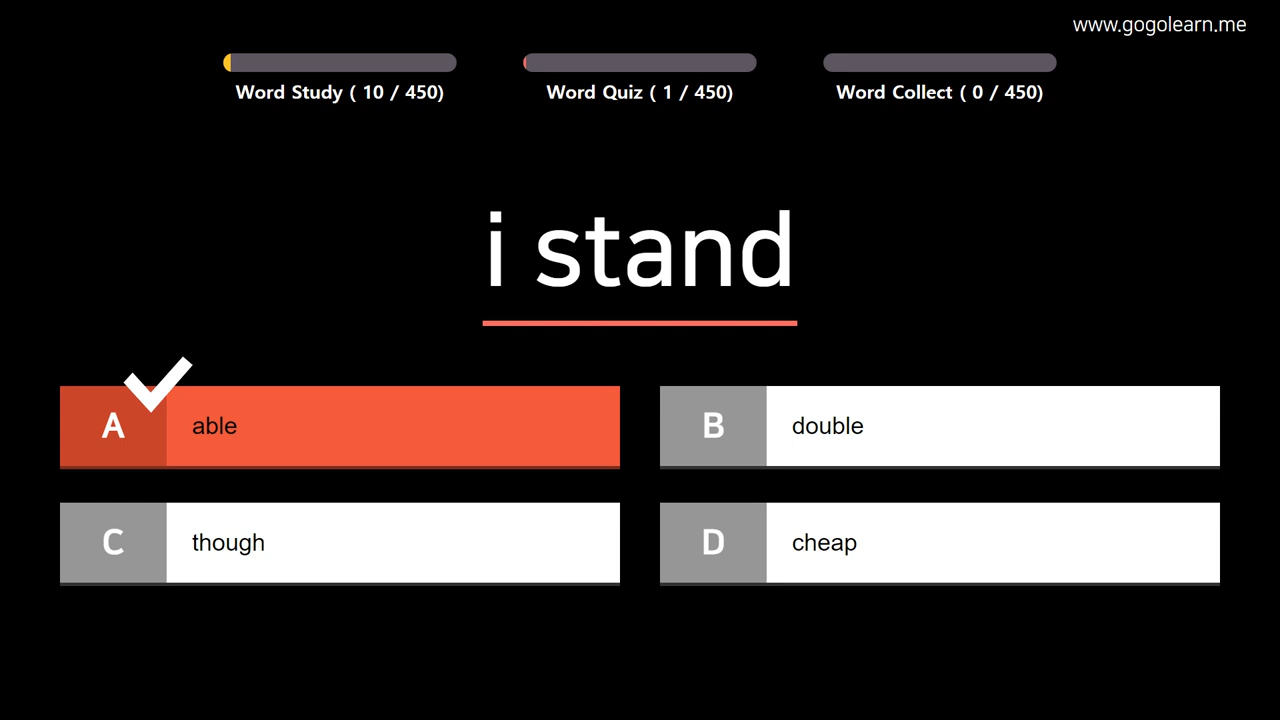 www.gogolearn.me
Word Study ( 10 / 450)
Word Quiz ( 1 / 450)
Word Collect ( 0 / 450)
i stand
A able
B double
C though
D cheap